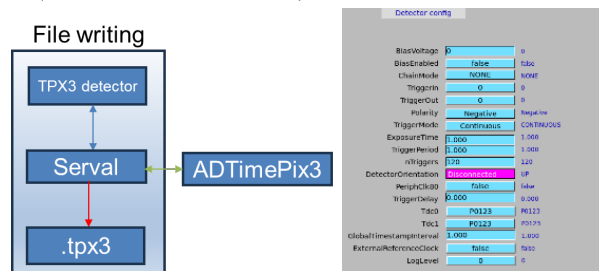 File writing
TPX3 detector
Serval
ADTimePix3
.tpx3
Detector config
BiasVoltage 0 0
BiasEnabled false false
ChainMode NONE NONE
TriggerIn 0 0
TriggerOut 0 0
Polarity Negative Negative
TriggerMode Continuous CONTINUOUS
ExposureTime 1.000 1.000
TriggerPeriod 1.000 1.000
nTriggers 120 120
DetectorOrientation Disconnected UP
PeriphClk80 false false
TriggerDelay 0.000 0.000
Tdc0 P0123 P0123
Tdc1 P0123 P0123
GlobalTimestampInterval 1.000 1.000
ExternalReferenceClock false false
LogLevel 0 0